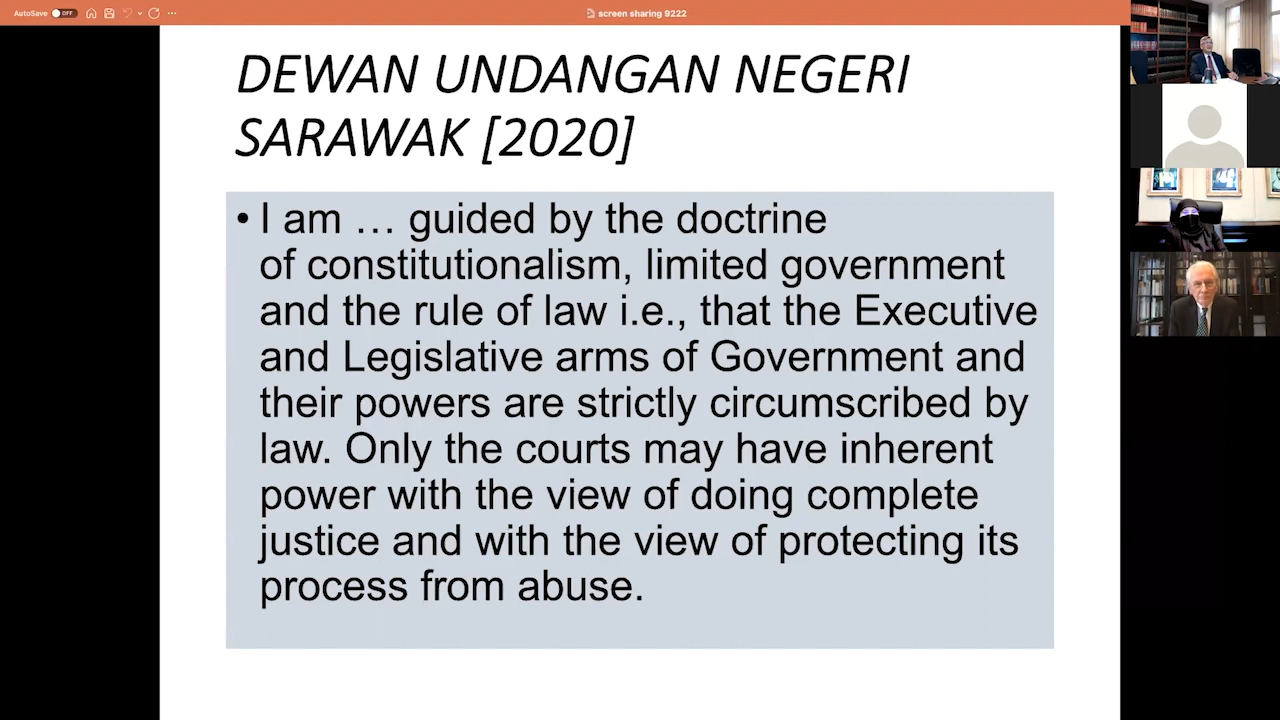 AutoSave OFF
screen sharing 9222
DEWAN UNDANGAN NEGERI
SARAWAK [2020]
• I am … guided by the doctrine
of constitutionalism, limited government
and the rule of law i.e., that the Executive
and Legislative arms of Government and
their powers are strictly circumscribed by
law. Only the courts may have inherent
power with the view of doing complete
justice and with the view of protecting its
process from abuse.